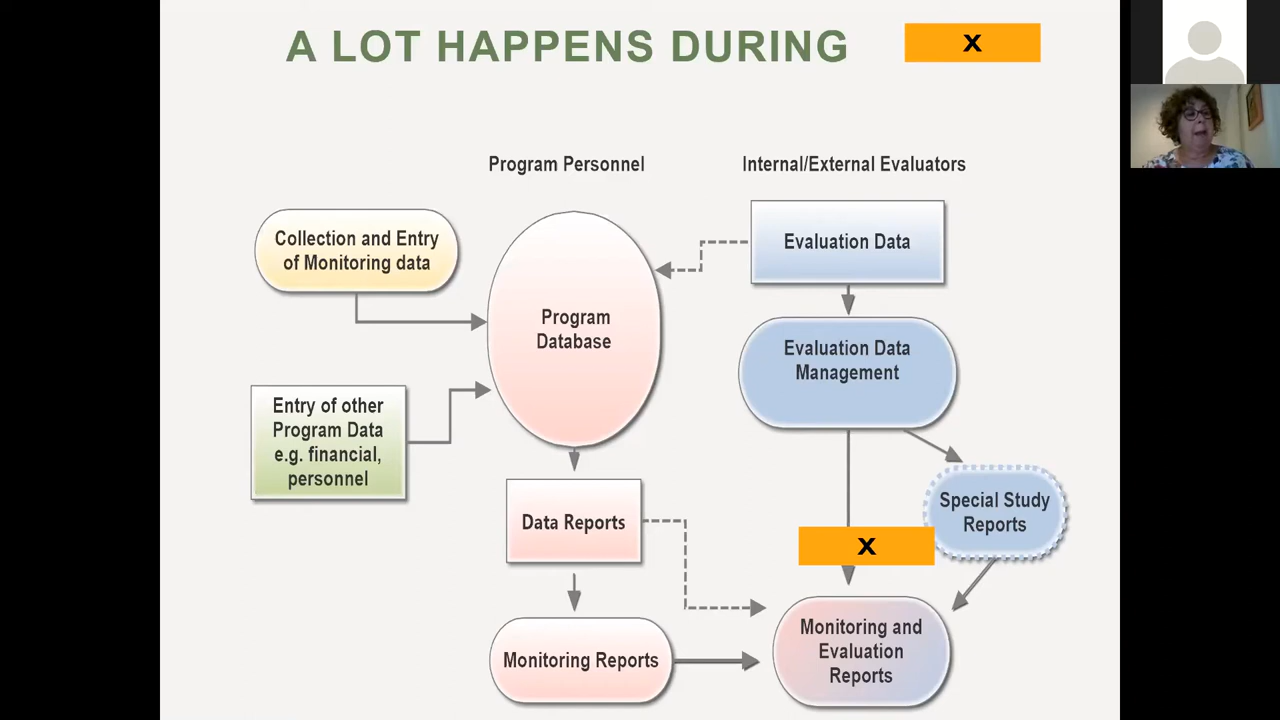 A LOT HAPPENS DURING
X
Program Personnel
Internal/External Evaluators
Collection and Entry
of Monitoring data
Evaluation Data
Program
Database
Evaluation Data
Management
Entry of other
Program Data
e.g. financial,
personnel
Data Reports
Special Study
Reports
X
Monitoring Reports
Monitoring and
Evaluation
Reports